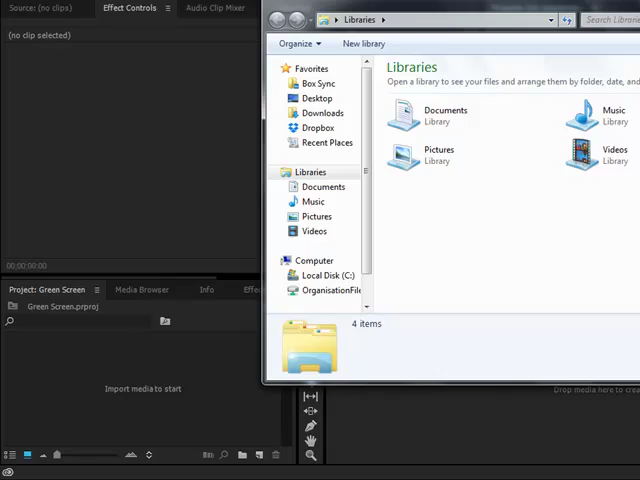 Source: (no clips)
Effect Controls
Audio Clip Mixer
(no clip selected)
00;00;00;00
Project: Green Screen
Media Browser
Info
Effe
Green Screen.prproj
Import media to start
Libraries
Search Librarie
Organize
New library
Favorites
Box Sync
Desktop
Downloads
Dropbox
Recent Places
Libraries
Documents
Music
Pictures
Videos
Computer
Local Disk (C:)
OrganisationFile
Libraries
Open a library to see your files and arrange them by folder, date, and
Documents
Library
Music
Library
Pictures
Library
Videos
Library
4 items
Drop media here to crea